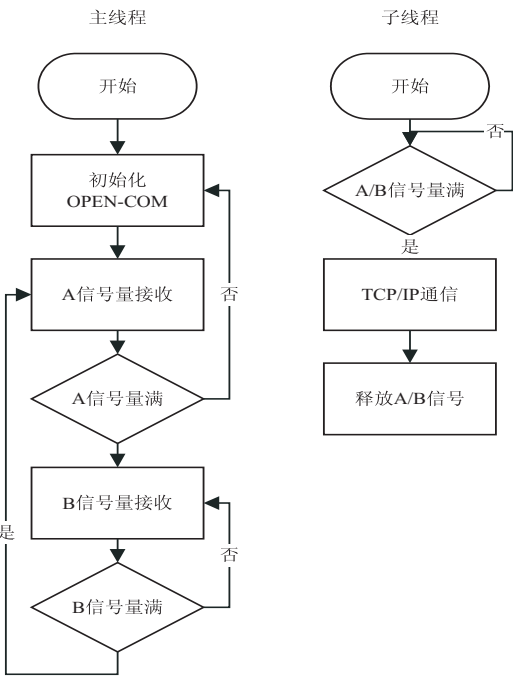 主线程
开始
初始化
OPEN-COM
A信号量接收
否
A信号量满
B信号量接收
是
否
B信号量满
子线程
开始
否
A/B信号量满
是
TCP/IP通信
释放A/B信号